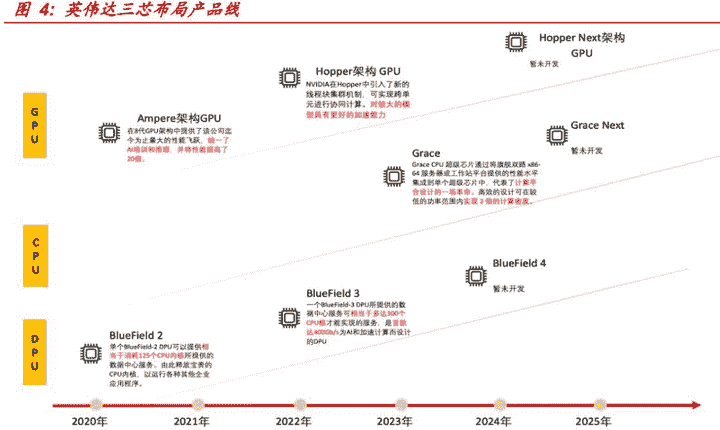 图 4：英伟达三芯布局产品线
Hopper Next架构
GPU
暂未开发
Hopper架构 GPU
NVIDIA在Hopper中引入了新的
线程块集群机制，可实现跨单
元进行协同计算。对较大的模
型具有更好的加速能力
GPU
Ampere架构GPU
在8代GPU架构中提供了该公司迄
今为止最大的性能飞跃，统一了
AI培训和推理，并将性能提高了
20倍。
Grace Next
暂未开发
Grace
Grace CPU 超级芯片通过将旗舰双路 x86-
64 服务器或工作站平台提供的性能水平
集成到单个超级芯片中，代表了计算平
台设计的一场革命。高效的设计可在较
低的功率范围内实现 2 倍的计算密度。
CPU
BlueField 4
暂未开发
BlueField 3
一个BlueField-3 DPU所提供的数
据中心服务可相当于多达300个
CPU核才能实现的服务，是首款
达400Gb/s为AI和加速计算而设计
的DPU
DPU
BlueField 2
单个BlueField-2 DPU可以提供相
当于消耗125个CPU内核所提供的
数据中心服务。由此释放宝贵的
CPU内核，以运行各种其他企业
应用程序。
2020年 2021年 2022年 2023年 2024年 2025年